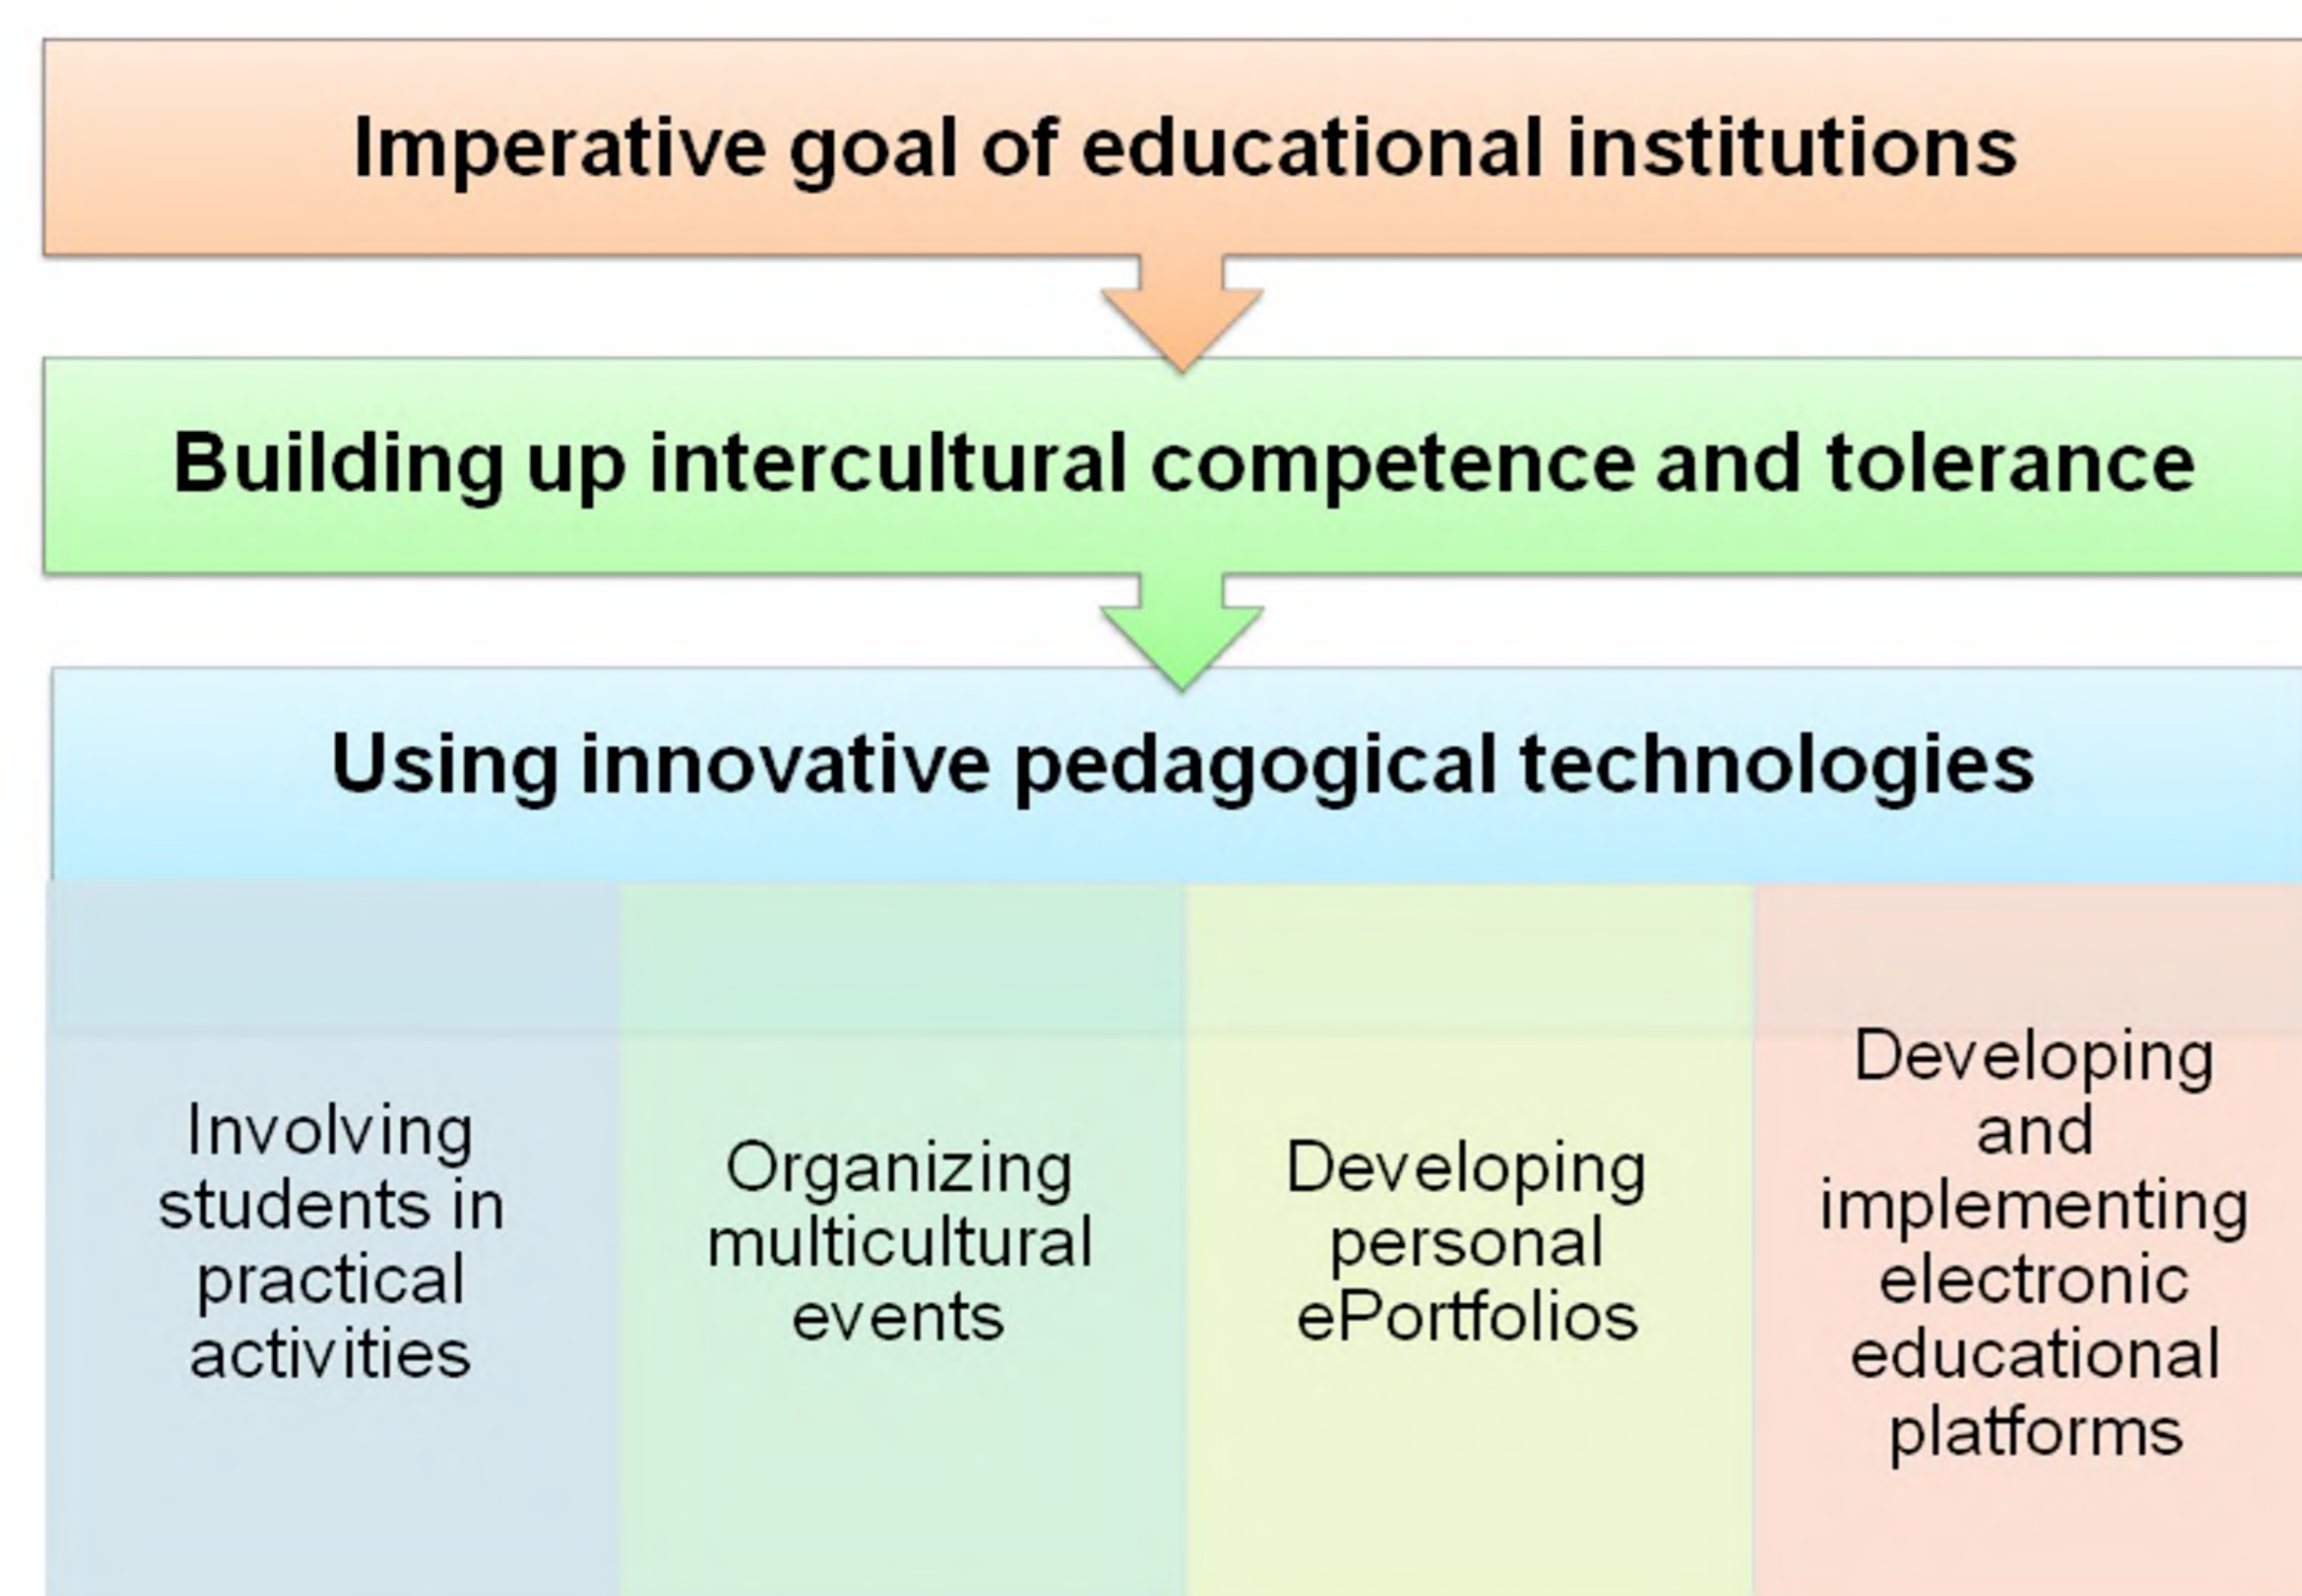 Imperative goal of educational institutions
Building up intercultural competence and tolerance
Using innovative pedagogical technologies
Involving
students in
practical
activities
Organizing
multicultural
events
Developing
personal
ePortfolios
Developing
and
implementing
electronic
educational
platforms